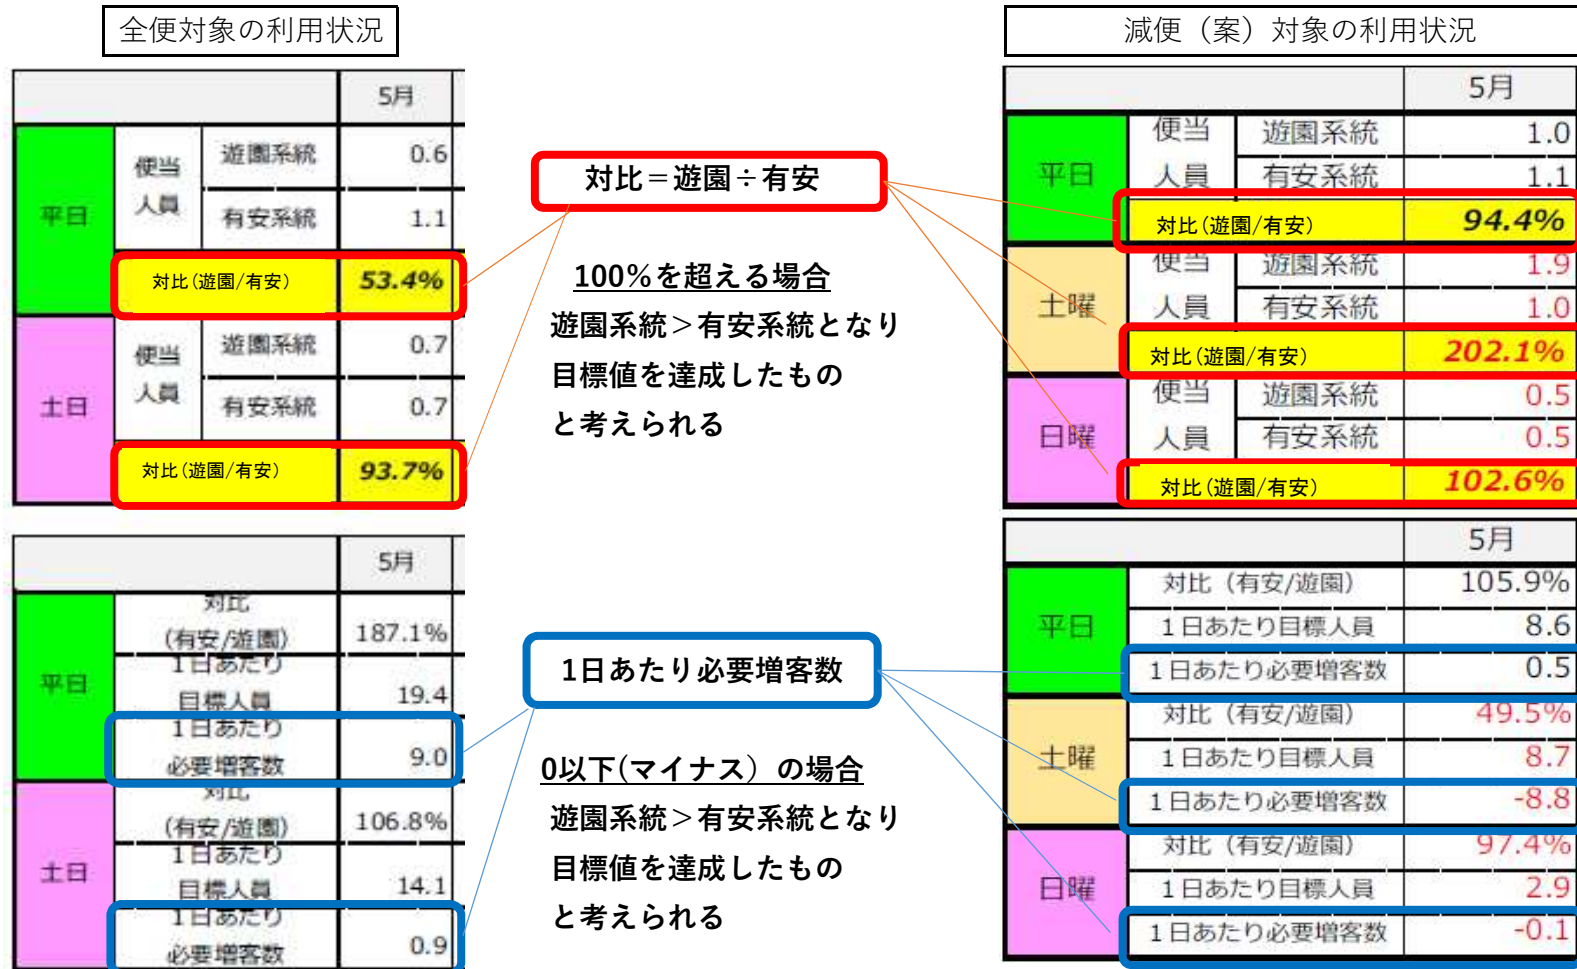 全便対象の利用状況
5月
平日
便当
人員
遊園系統
0.6
有安系統
1.1
対比(遊園/有安)
53.4%
土日
便当
人員
遊園系統
0.7
有安系統
0.7
対比(遊園/有安)
93.7%
5月
平日
対比
(有安/遊園)
187.1%
1日あたり
目標人員
19.4
1日あたり
必要増客数
9.0
土日
対比
(有安/遊園)
106.8%
1日あたり
目標人員
14.1
1日あたり
必要増客数
0.9
対比＝遊園÷有安
100%を超える場合
遊園系統＞有安系統となり
目標値を達成したもの
と考えられる
1日あたり必要増客数
0以下(マイナス）の場合
遊園系統＞有安系統となり
目標値を達成したもの
と考えられる
減便（案）対象の利用状況
5月
平日
便当
人員
遊園系統
1.0
有安系統
1.1
対比(遊園/有安)
94.4%
土曜
便当
人員
遊園系統
1.9
有安系統
1.0
対比(遊園/有安)
202.1%
日曜
便当
人員
遊園系統
0.5
有安系統
0.5
対比(遊園/有安)
102.6%
5月
平日
対比（有安/遊園）
105.9%
1日あたり目標人員
8.6
1日あたり必要増客数
0.5
土曜
対比（有安/遊園）
49.5%
1日あたり目標人員
8.7
1日あたり必要増客数
-8.8
日曜
対比（有安/遊園）
97.4%
1日あたり目標人員
2.9
1日あたり必要増客数
-0.1